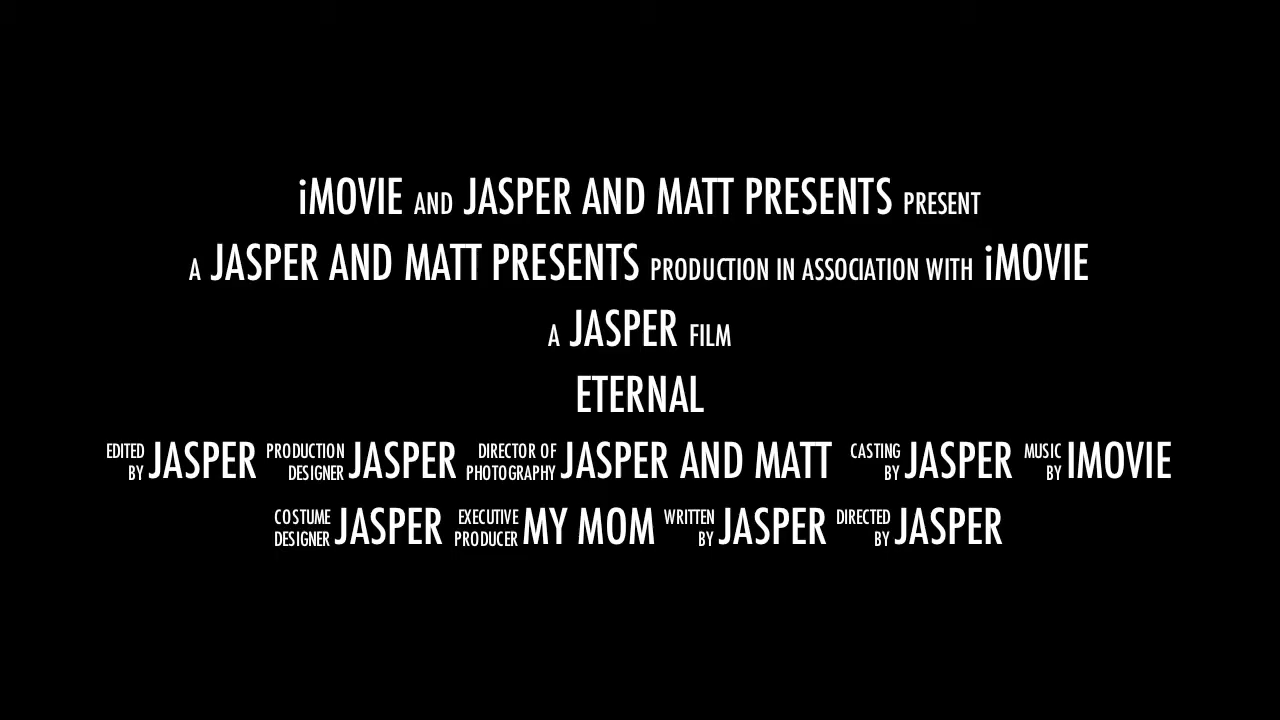 iMOVIE AND JASPER AND MATT PRESENTS PRESENT
A JASPER AND MATT PRESENTS PRODUCTION IN ASSOCIATION WITH iMOVIE
A JASPER FILM
ETERNAL
EDITED BY JASPER PRODUCTION DESIGNER JASPER DIRECTOR OF PHOTOGRAPHY JASPER AND MATT CASTING BY JASPER MUSIC BY IMOVIE
COSTUME DESIGNER JASPER EXECUTIVE PRODUCER MY MOM WRITTEN BY JASPER DIRECTED BY JASPER